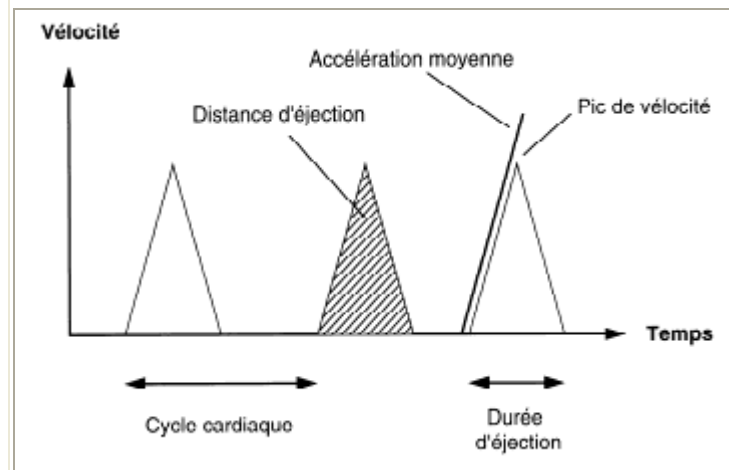 Vélocité
Accélération moyenne
Distance d'éjection
Pic de vélocité
Temps
Cycle cardiaque
Durée
d'éjection